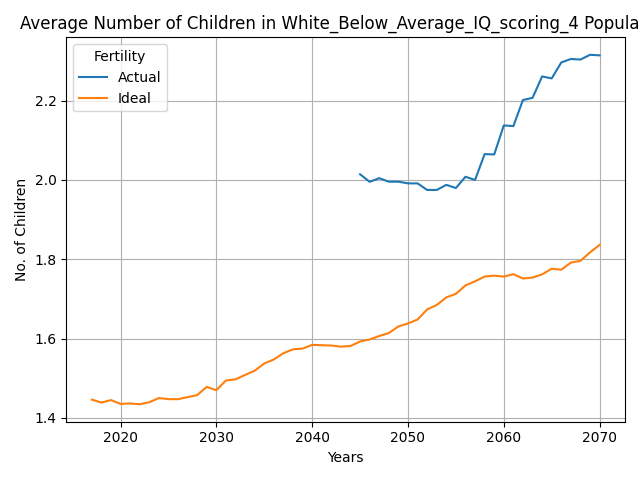 Average Number of Children in White_Below_Average_IQ_scoring_4 Popula
Fertility
Actual
Ideal
No. of Children
2.2
2.0
1.8
1.6
1.4
2020 2030 2040 2050 2060 2070
Years